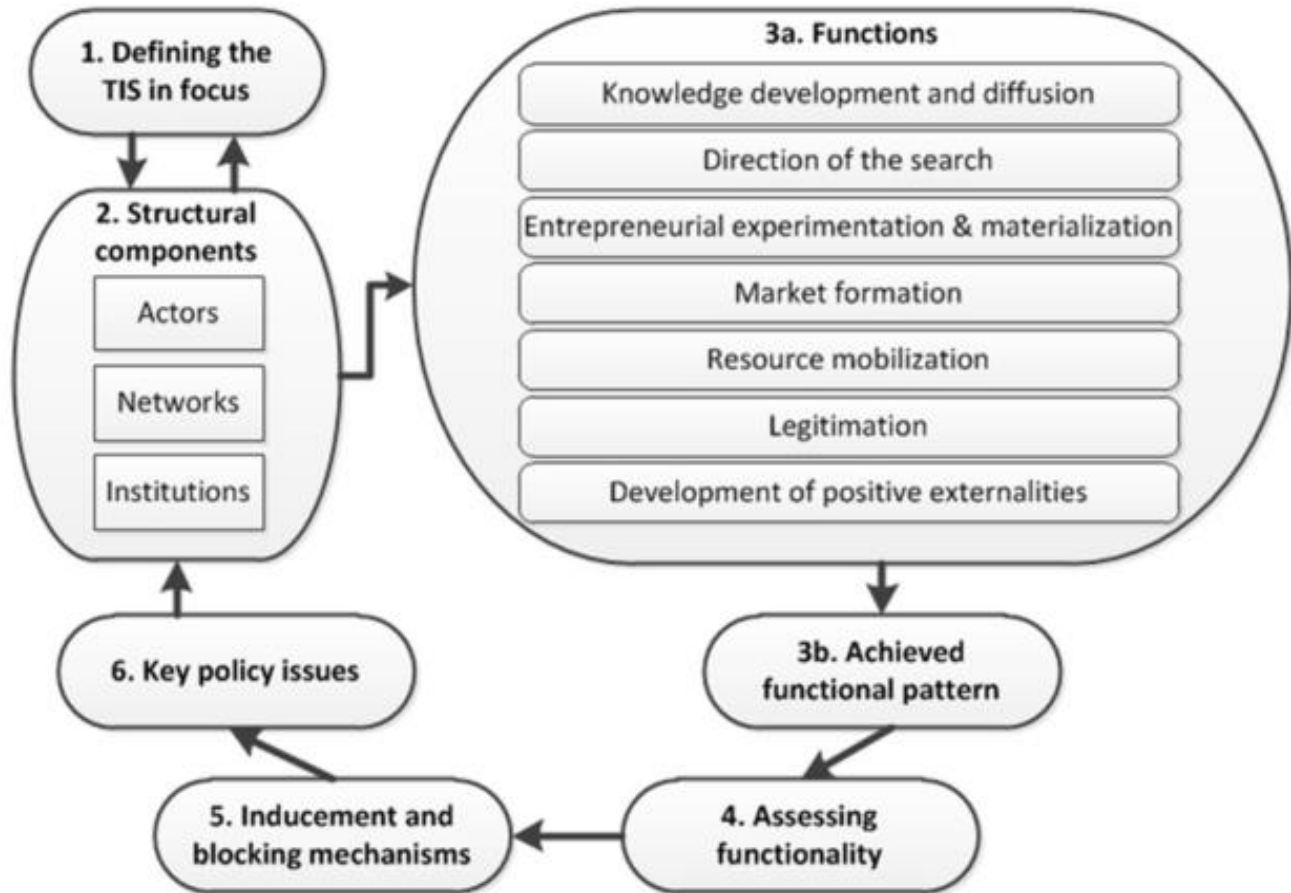 1. Defining the
TIS in focus
2. Structural
components
Actors
Networks
Institutions
3a. Functions
Knowledge development and diffusion
Direction of the search
Entrepreneurial experimentation & materialization
Market formation
Resource mobilization
Legitimation
Development of positive externalities
3b. Achieved
functional pattern
4. Assessing
functionality
5. Inducement and
blocking mechanisms
6. Key policy issues